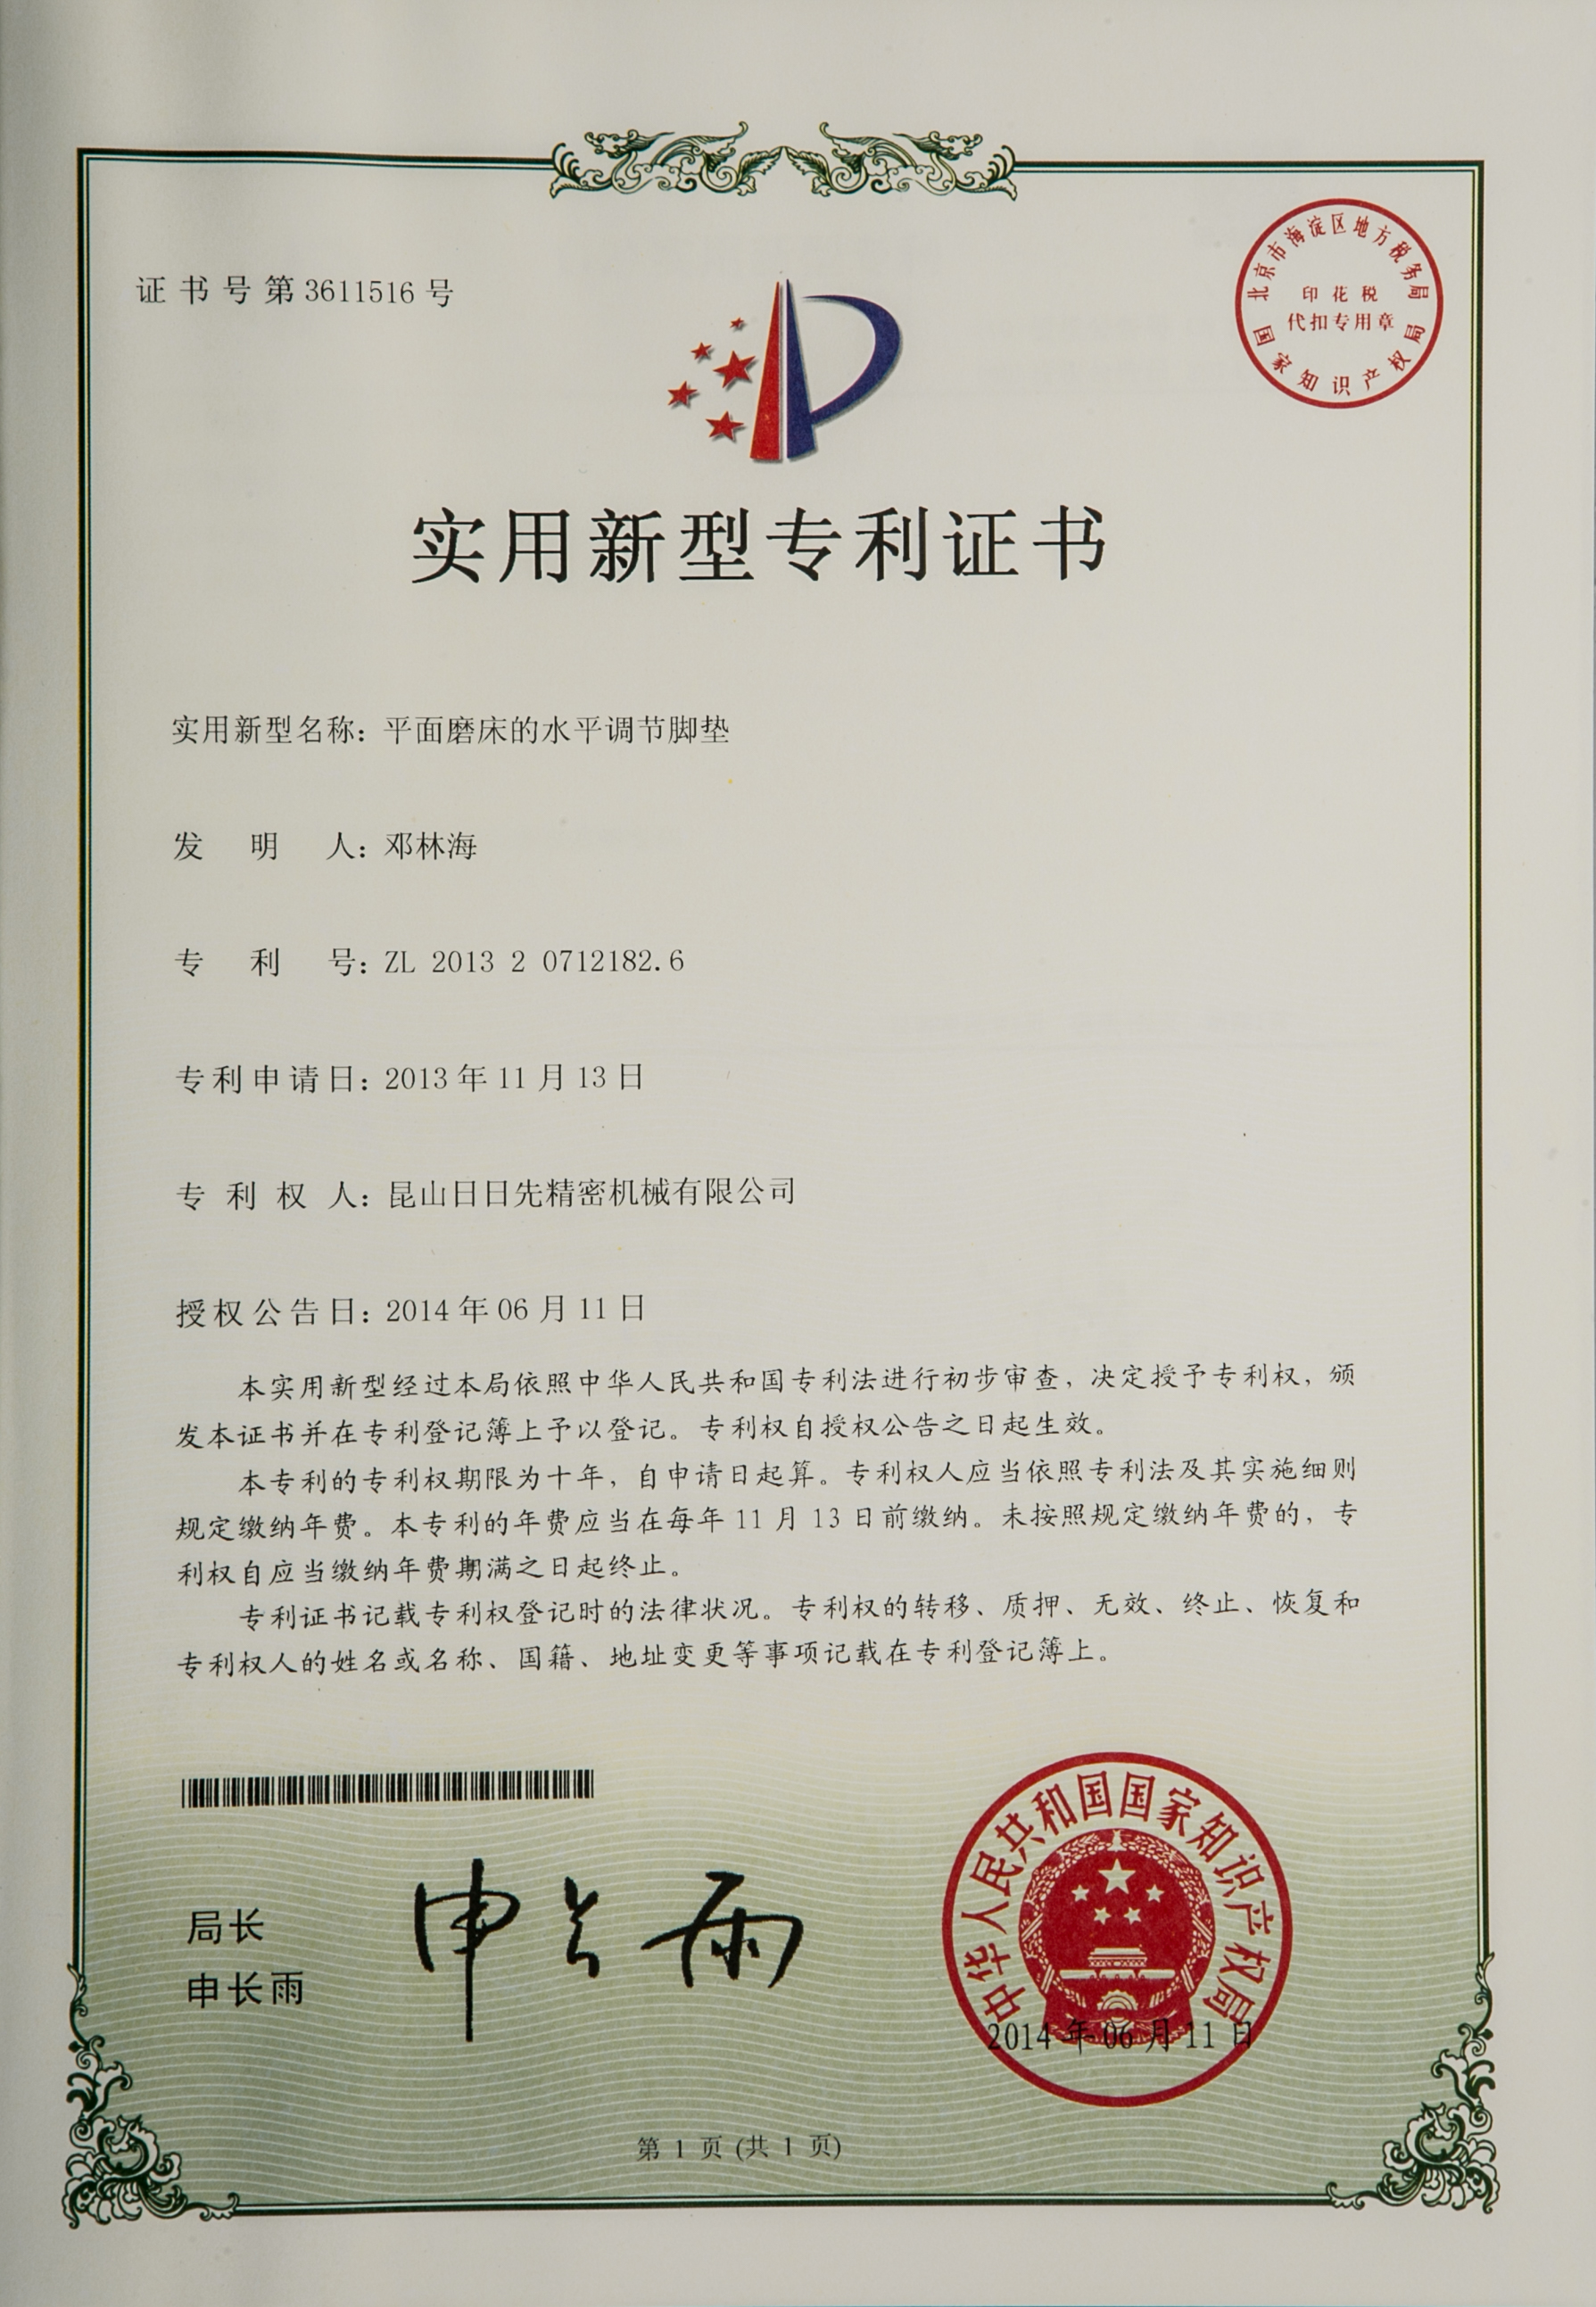 证书号第3611516号
北京市海淀区地方税务局
印花税
代扣专用章
国家知识产权局
实用新型专利证书
实用新型名称：平面磨床的水平调节脚垫
发明人：邓林海
专利号：ZL 2013 2 0712182.6
专利申请日：2013年11月13日
专利权人：昆山日日先精密机械有限公司
授权公告日：2014年06月11日
本实用新型经过本局依照中华人民共和国专利法进行初步审查，决定授予专利权，颁
发本证书并在专利登记簿上予以登记。专利权自授权公告之日起生效。
本专利的专利权期限为十年，自申请日起算。专利权人应当依照专利法及其实施细则
规定缴纳年费。本专利的年费应当在每年11月13日前缴纳。未按照规定缴纳年费的，专
利权自应当缴纳年费期满之日起终止。
专利证书记载专利权登记时的法律状况。专利权的转移、质押、无效、终止、恢复和
专利权人的姓名或名称、国籍、地址变更等事项记载在专利登记簿上。
局长
申长雨
申长雨
中华人民共和国国家知识产权局
2014年06月11日
第1页(共1页)